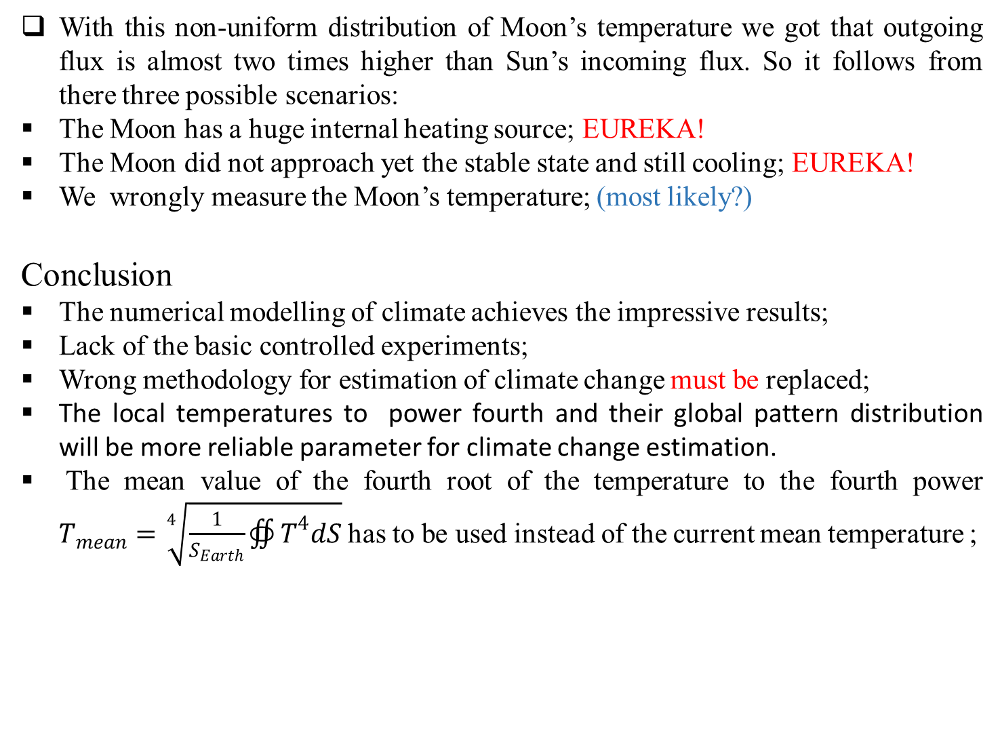 ❑ With this non-uniform distribution of Moon’s temperature we got that outgoing
flux is almost two times higher than Sun’s incoming flux. So it follows from
there three possible scenarios:
▪ The Moon has a huge internal heating source; EUREKA!
▪ The Moon did not approach yet the stable state and still cooling; EUREKA!
▪ We wrongly measure the Moon’s temperature; (most likely?)
Conclusion
▪ The numerical modelling of climate achieves the impressive results;
▪ Lack of the basic controlled experiments;
▪ Wrong methodology for estimation of climate change must be replaced;
▪ The local temperatures to power fourth and their global pattern distribution
will be more reliable parameter for climate change estimation.
▪ The mean value of the fourth root of the temperature to the fourth power
$T_{mean} = \sqrt[4]{\frac{1}{S_{Earth}} \oiint T^4 dS}$ has to be used instead of the current mean temperature ;